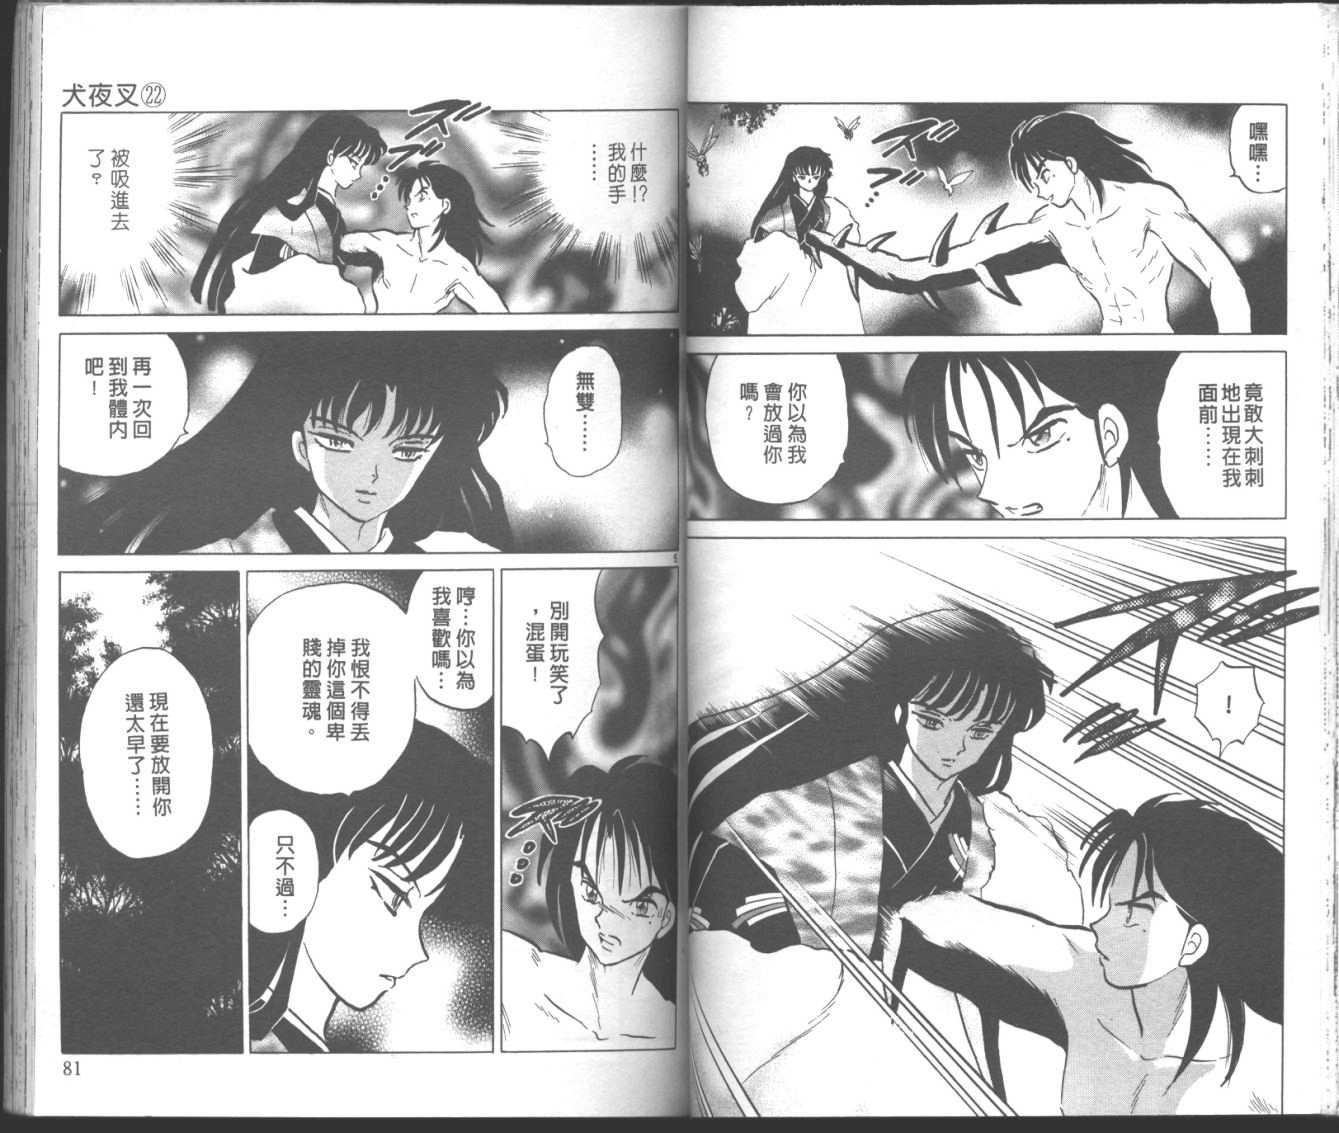 嘿
嘿…
竟敢大刺刺
地出現在我
面前……
你以為我
會放過你
嗎？
！
犬夜叉㉒
什麼!?
我的手
……
被吸進去
了？
無雙……
再一次回
到我體內
吧！
別開玩笑了
，混蛋！
哼…你以為
我喜歡嗎…
我恨不得丟
掉你這個卑
賤的靈魂。
只不過…
現在要放開你
還太早了……
81